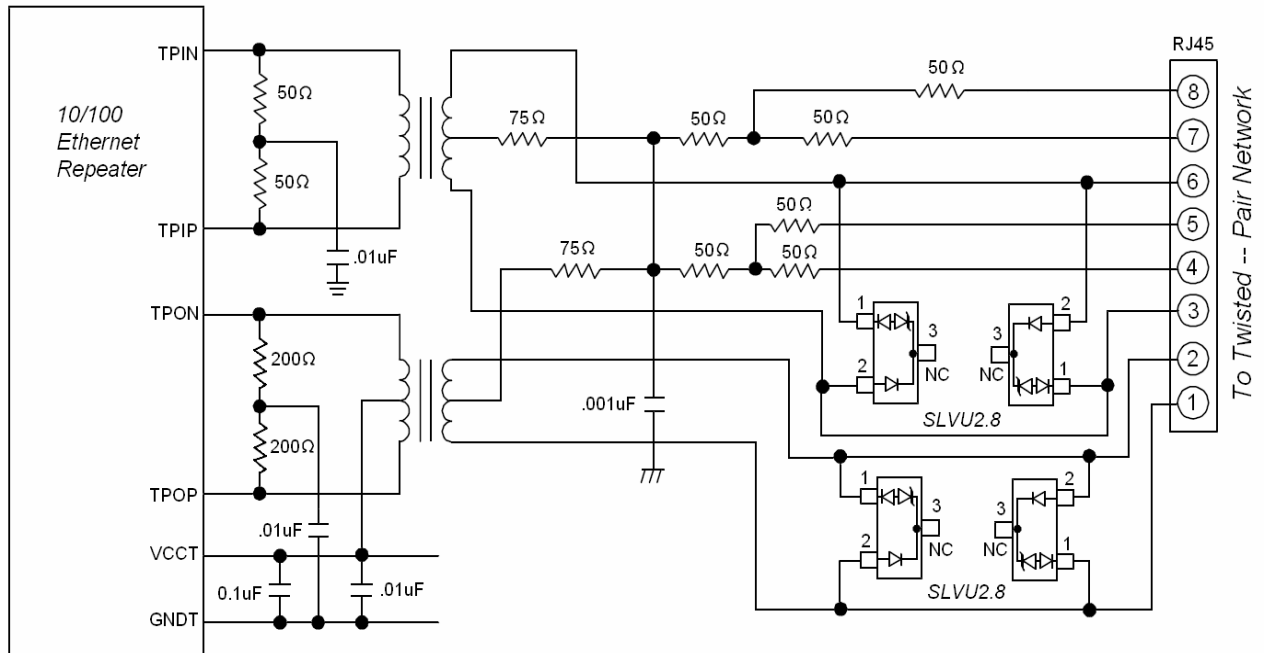 10/100
Ethernet
Repeater
TPIN
TPIP
TPON
TPOP
VCCT
GNDT
50Ω
50Ω
.01uF
200Ω
200Ω
.01uF
0.1uF
.01uF
75Ω
50Ω
50Ω
50Ω
75Ω
50Ω
50Ω
50Ω
.001uF
1
2
3
NC
2
3
NC
1
SLVU2.8
1
2
3
NC
2
3
NC
1
SLVU2.8
RJ45
8
7
6
5
4
3
2
1
To Twisted -- Pair Network